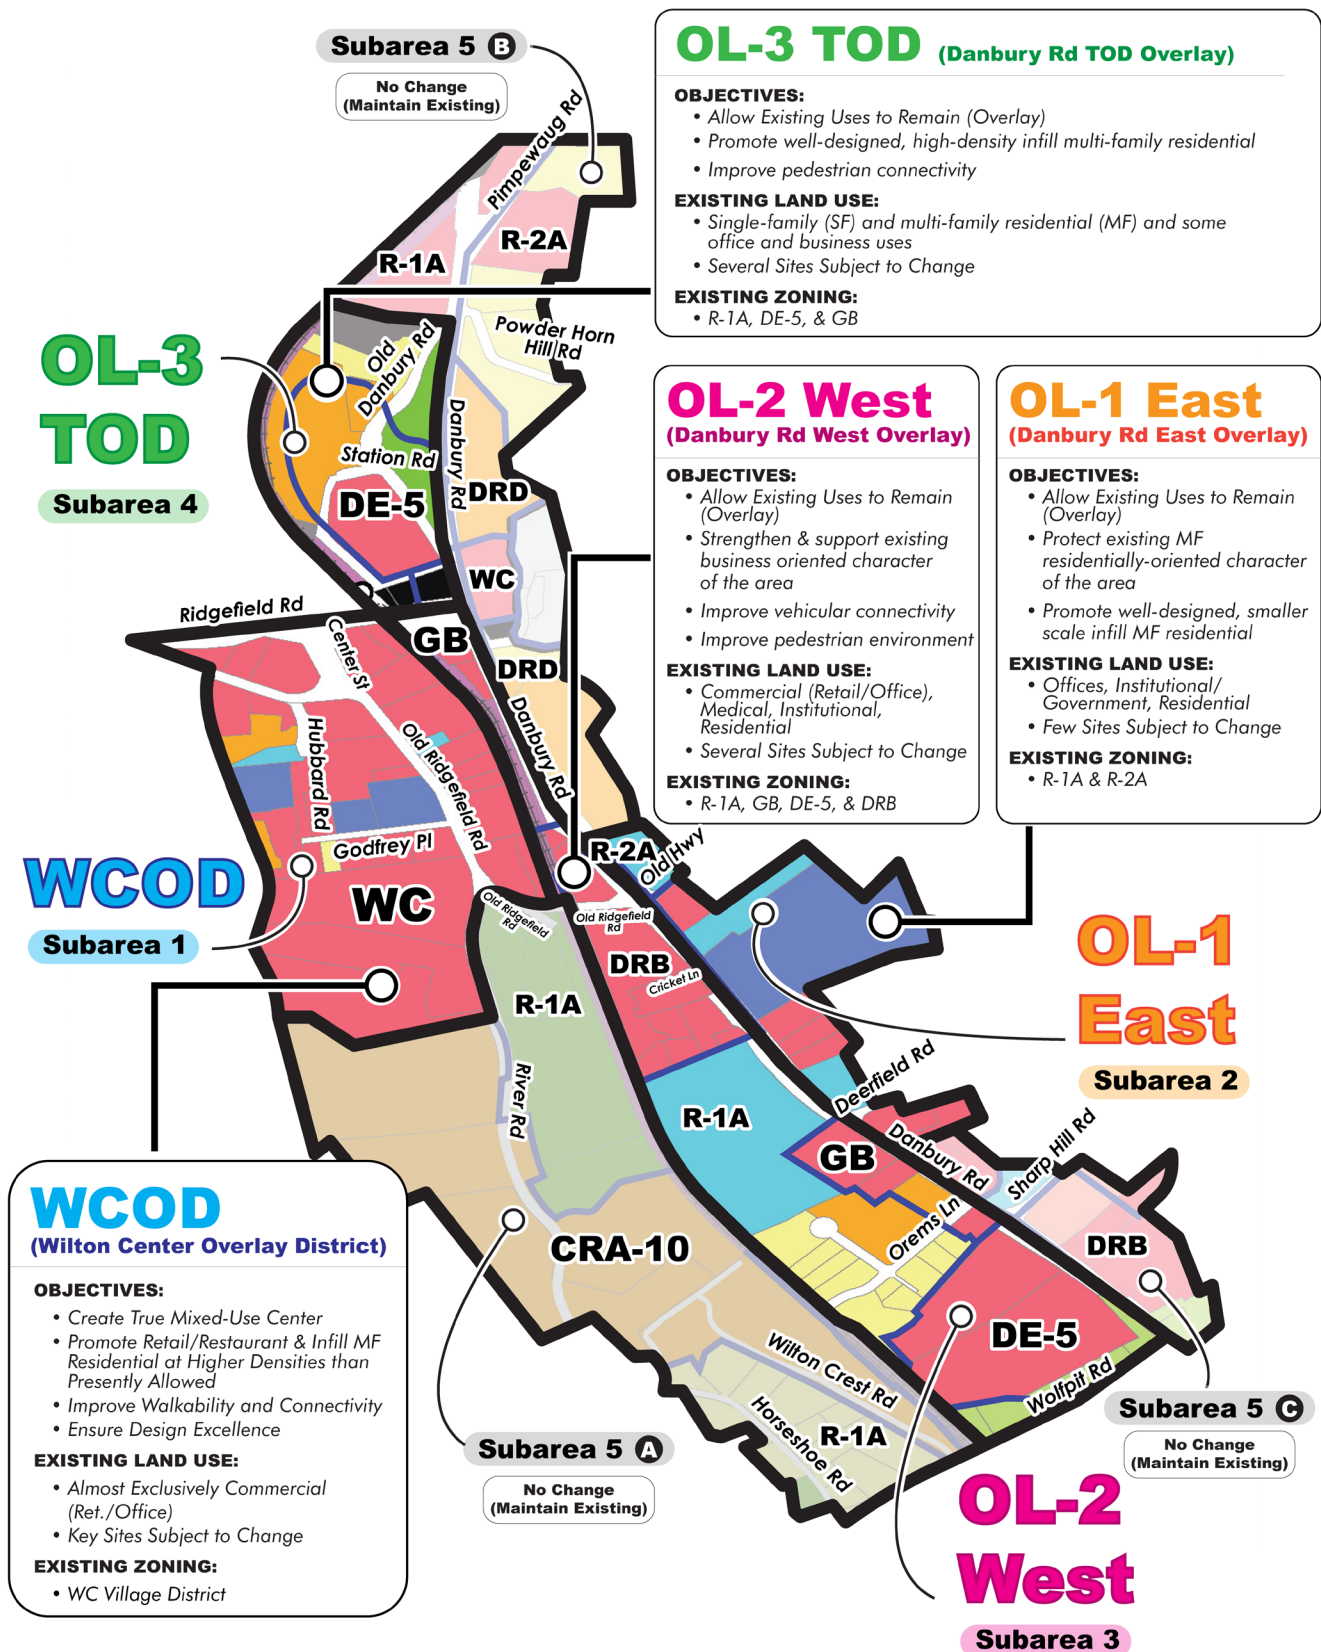 Subarea 5 B
No Change
(Maintain Existing)
OL-3 TOD (Danbury Rd TOD Overlay)
OBJECTIVES:
• Allow Existing Uses to Remain (Overlay)
• Promote well-designed, high-density infill multi-family residential
• Improve pedestrian connectivity
EXISTING LAND USE:
• Single-family (SF) and multi-family residential (MF) and some
office and business uses
• Several Sites Subject to Change
EXISTING ZONING:
• R-1A, DE-5, & GB
Pimpewaug Rd
R-2A
R-1A
Powder Horn
Hill Rd
Old
Danbury Rd
OL-3
TOD
Subarea 4
Station Rd
Danbury Rd
DE-5
DRD
WC
OL-2 West
(Danbury Rd West Overlay)
OBJECTIVES:
• Allow Existing Uses to Remain
(Overlay)
• Strengthen & support existing
business oriented character
of the area
• Improve vehicular connectivity
• Improve pedestrian environment
EXISTING LAND USE:
• Commercial (Retail/Office),
Medical, Institutional,
Residential
• Several Sites Subject to Change
EXISTING ZONING:
• R-1A, GB, DE-5, & DRB
OL-1 East
(Danbury Rd East Overlay)
OBJECTIVES:
• Allow Existing Uses to Remain
(Overlay)
• Protect existing MF
residentially-oriented character
of the area
• Promote well-designed, smaller
scale infill MF residential
EXISTING LAND USE:
• Offices, Institutional/
Government, Residential
• Few Sites Subject to Change
EXISTING ZONING:
• R-1A & R-2A
Ridgefield Rd
Center St
GB
DRD
Hubbard Rd
Old Ridgefield Rd
Danbury Rd
Godfrey Pl
R-2A
Old Hwy
WCOD
Subarea 1
WC
Old Ridgefield
Rd
Old Ridgefield
Rd
DRB
Cricket Ln
R-1A
OL-1
East
Subarea 2
River Rd
R-1A
Deerfield Rd
GB
Danbury Rd
Sharp Hill Rd
Orems Ln
DRB
CRA-10
DE-5
Wilton Crest Rd
Wolfpit Rd
Horseshoe Rd
R-1A
WCOD
(Wilton Center Overlay District)
OBJECTIVES:
• Create True Mixed-Use Center
• Promote Retail/Restaurant & Infill MF
Residential at Higher Densities than
Presently Allowed
• Improve Walkability and Connectivity
• Ensure Design Excellence
EXISTING LAND USE:
• Almost Exclusively Commercial
(Ret./Office)
• Key Sites Subject to Change
EXISTING ZONING:
• WC Village District
Subarea 5 A
No Change
(Maintain Existing)
Subarea 5 C
No Change
(Maintain Existing)
OL-2
West
Subarea 3